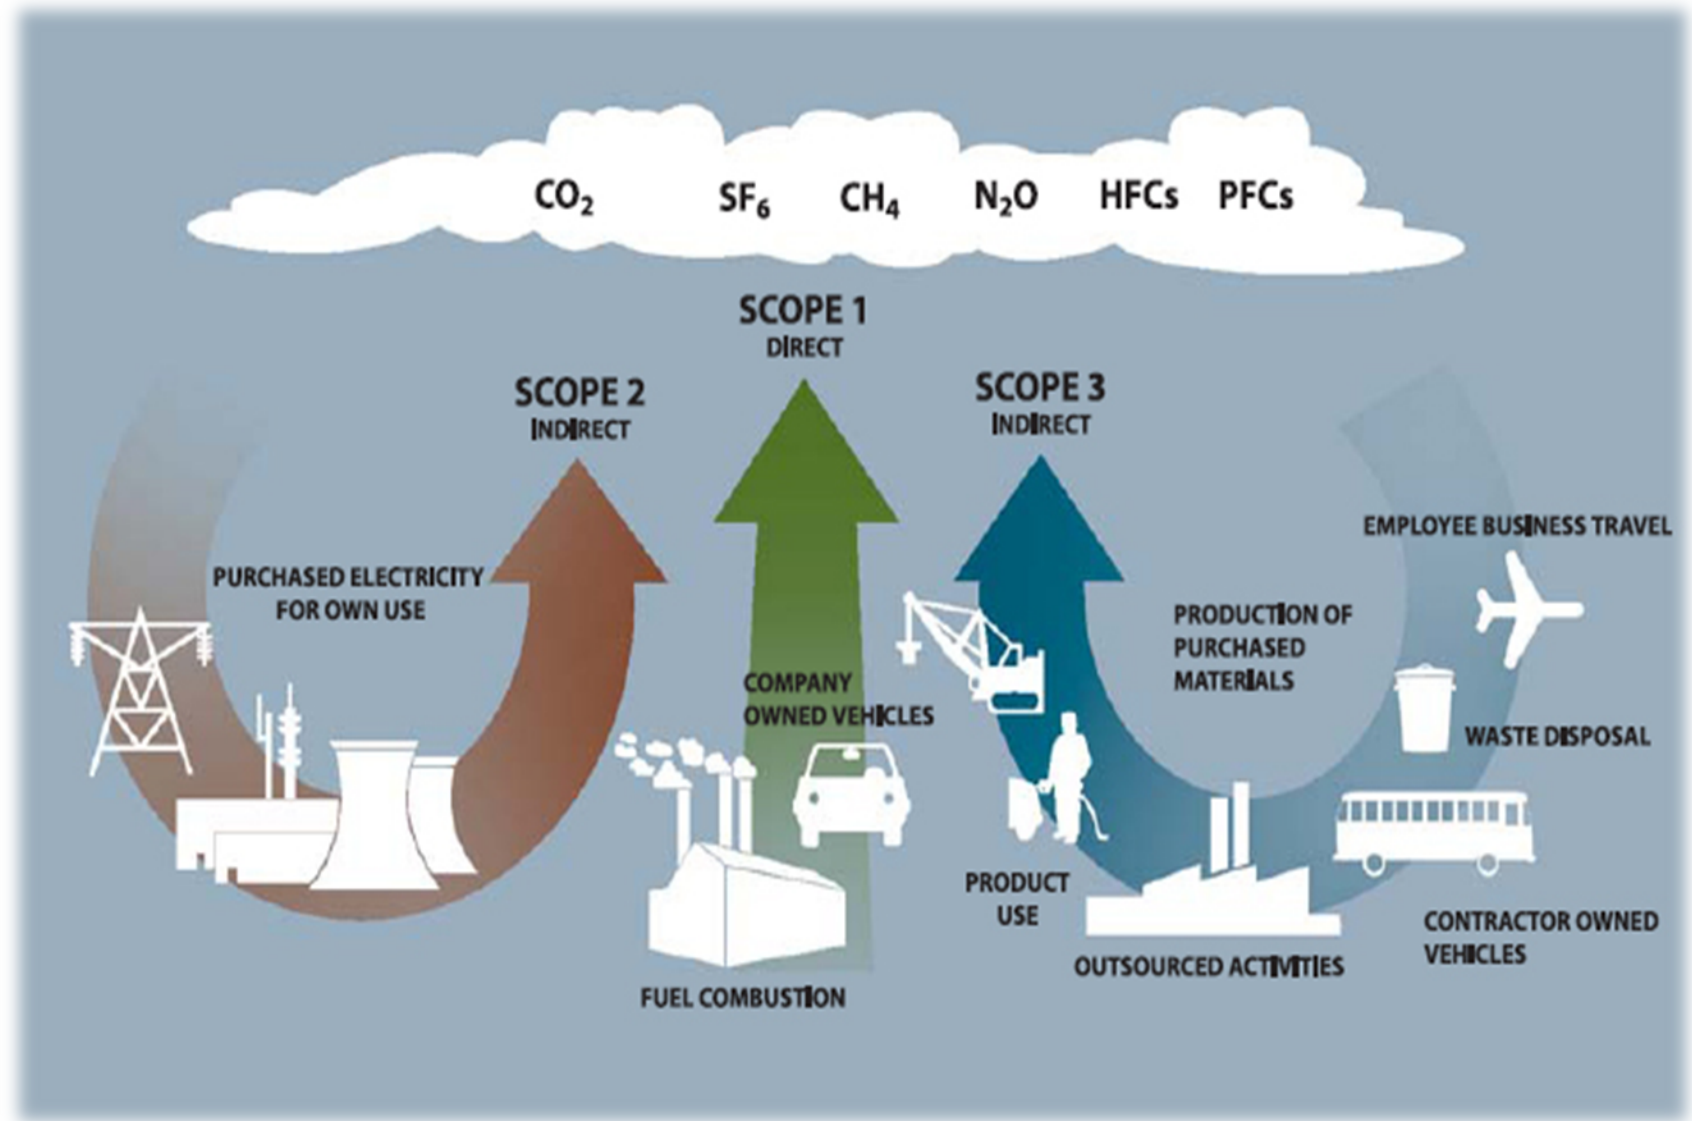 CO₂ SF₆ CH₄ N₂O HFCs PFCs
SCOPE 1
DIRECT
SCOPE 2
INDIRECT
SCOPE 3
INDIRECT
PURCHASED ELECTRICITY
FOR OWN USE
COMPANY
OWNED VEHICLES
FUEL COMBUSTION
EMPLOYEE BUSINESS TRAVEL
PRODUCTION OF
PURCHASED
MATERIALS
WASTE DISPOSAL
PRODUCT
USE
OUTSOURCED ACTIVITIES
CONTRACTOR OWNED
VEHICLES